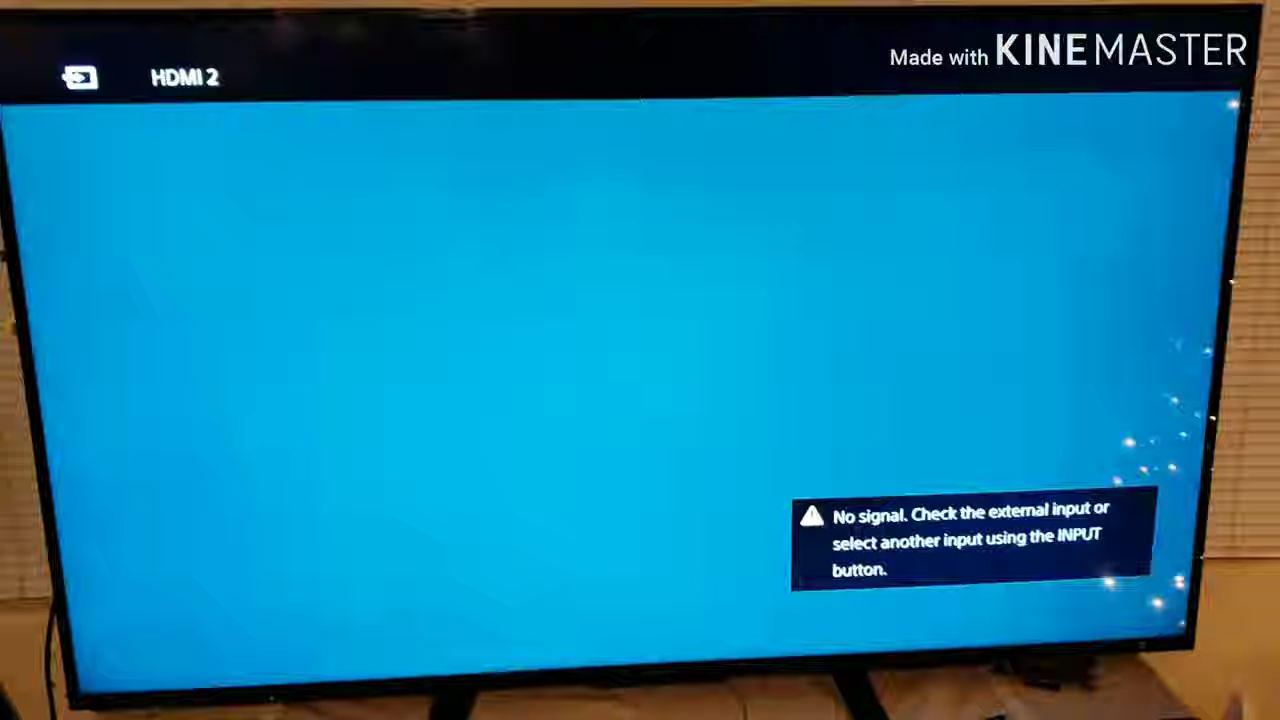 Made with KINEMASTER
HDMI 2
No signal. Check the external input or
select another input using the INPUT
button.